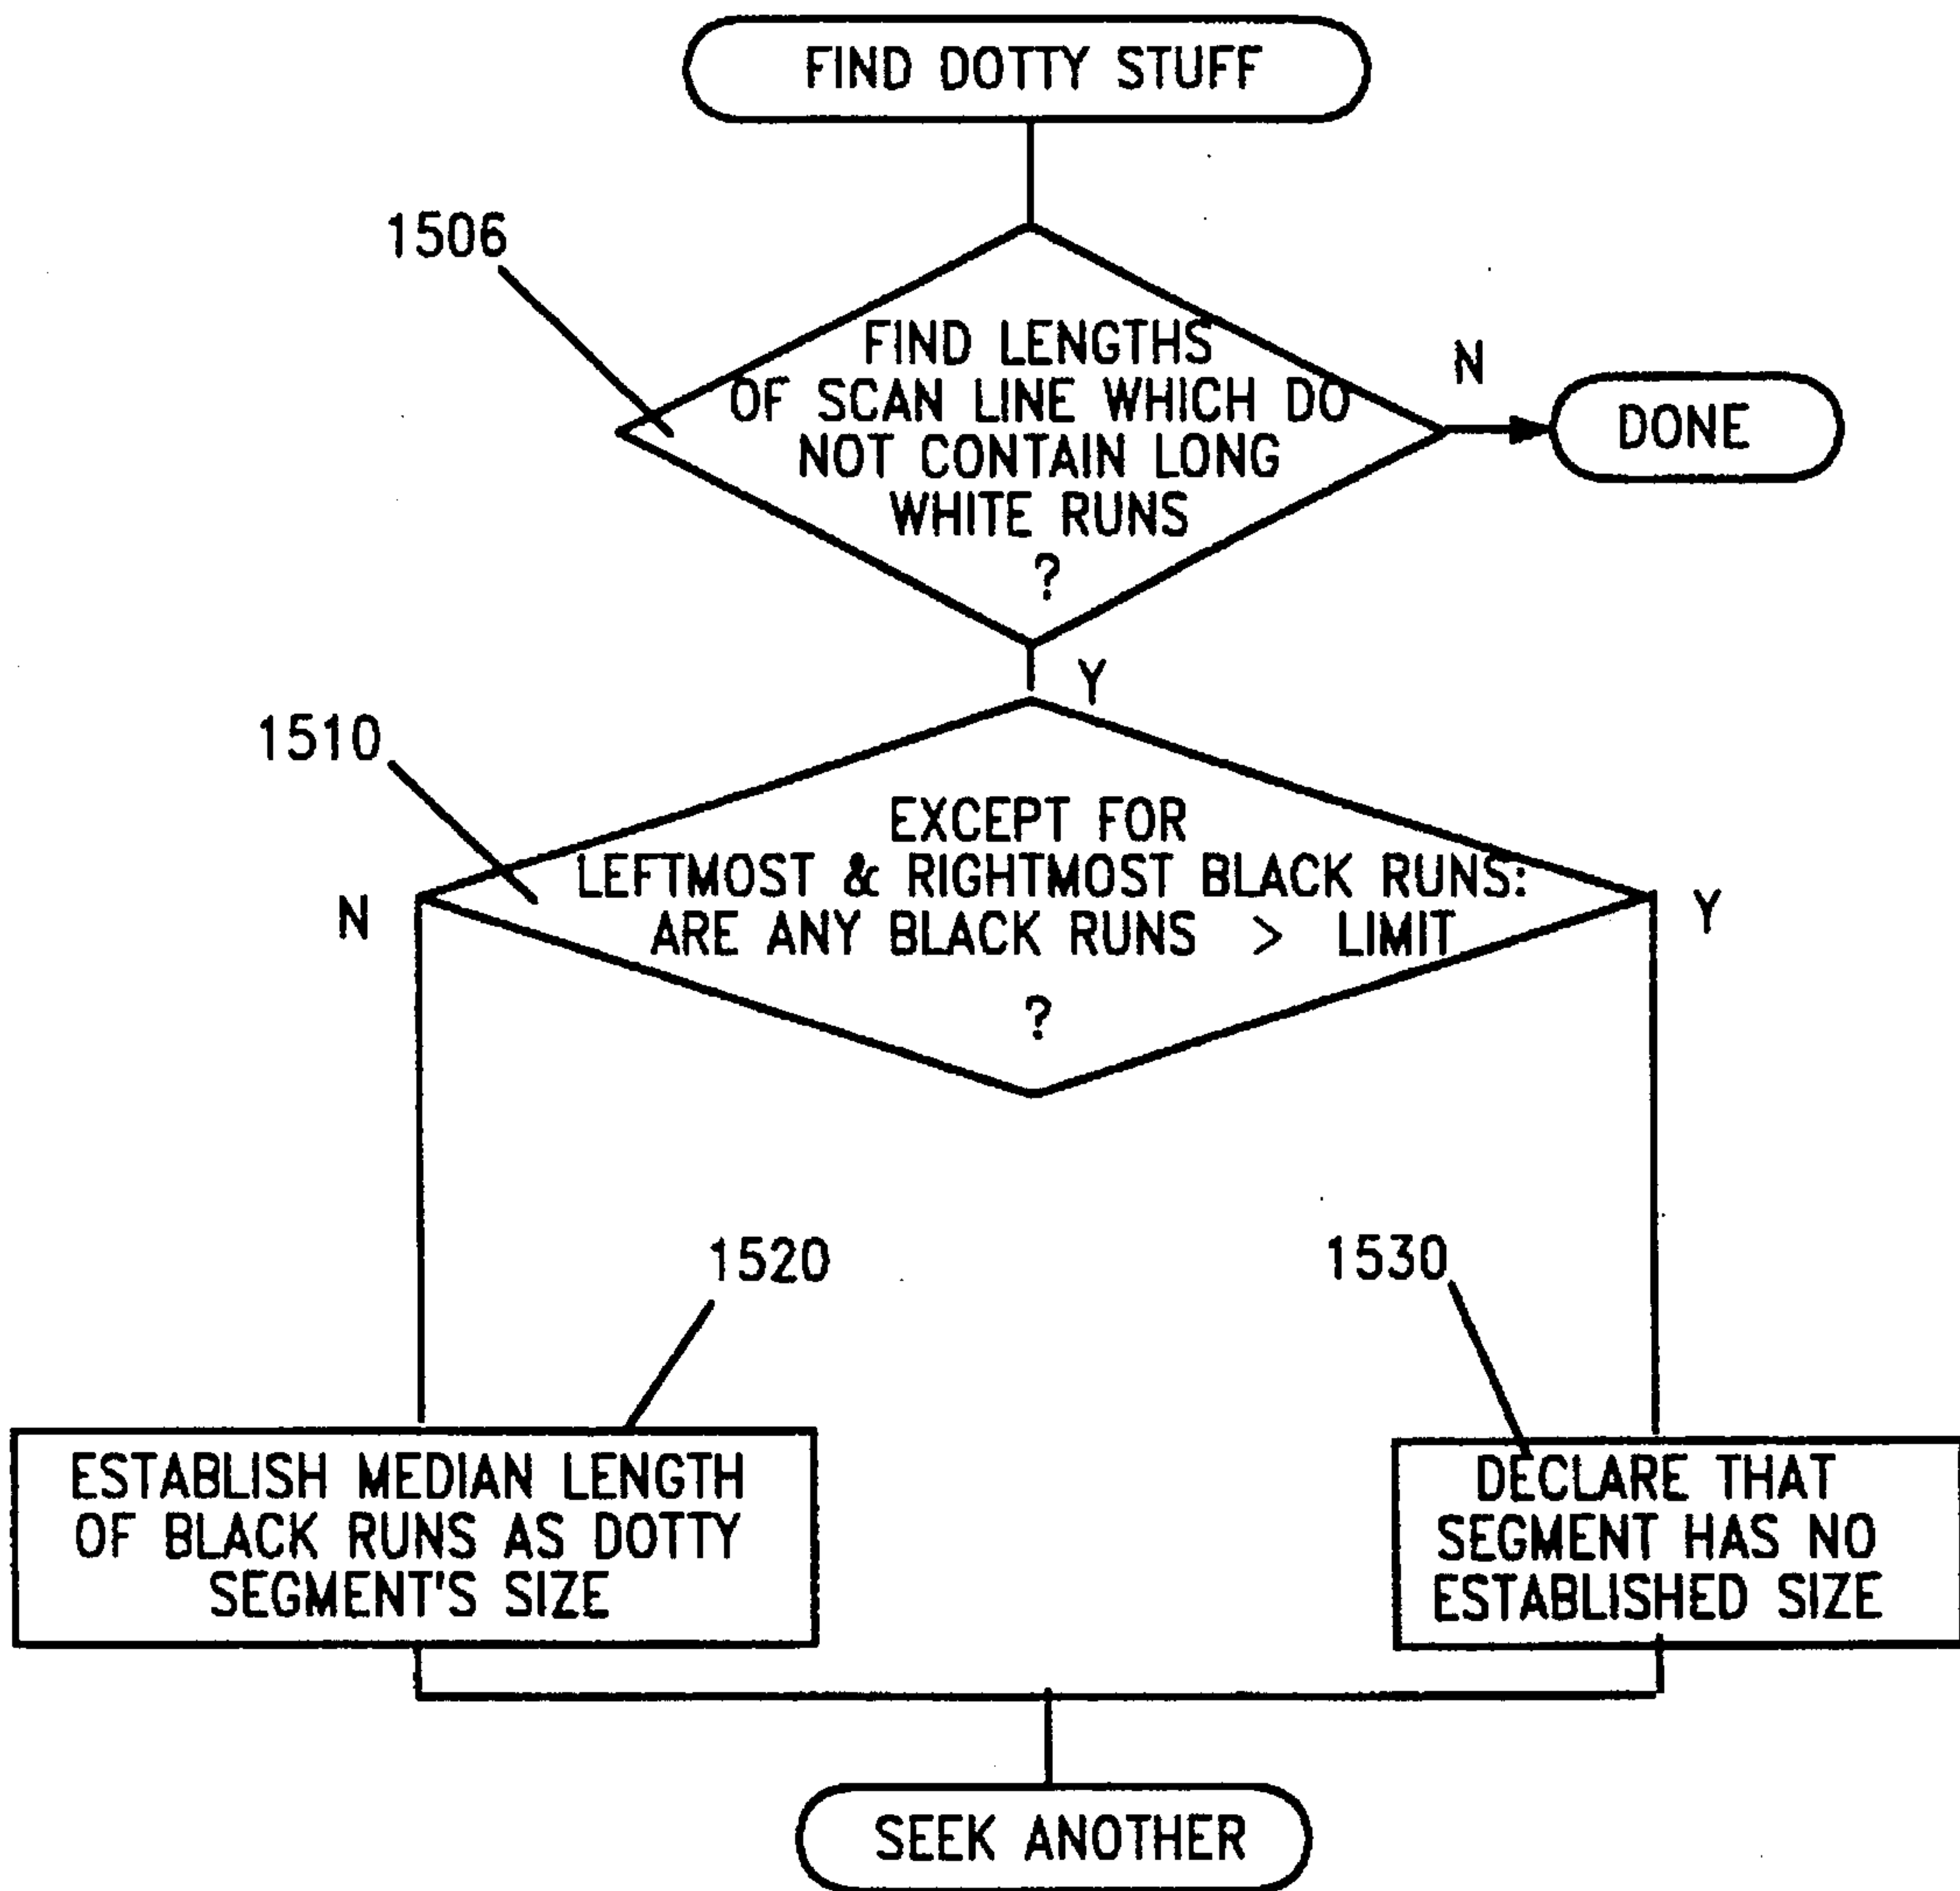 FIND DOTTY STUFF
1506
FIND LENGTHS
OF SCAN LINE WHICH DO
NOT CONTAIN LONG
WHITE RUNS
?
N
DONE
Y
1510
EXCEPT FOR
LEFTMOST & RIGHTMOST BLACK RUNS:
ARE ANY BLACK RUNS > LIMIT
?
N
Y
1520
1530
ESTABLISH MEDIAN LENGTH
OF BLACK RUNS AS DOTTY
SEGMENT'S SIZE
DECLARE THAT
SEGMENT HAS NO
ESTABLISHED SIZE
SEEK ANOTHER